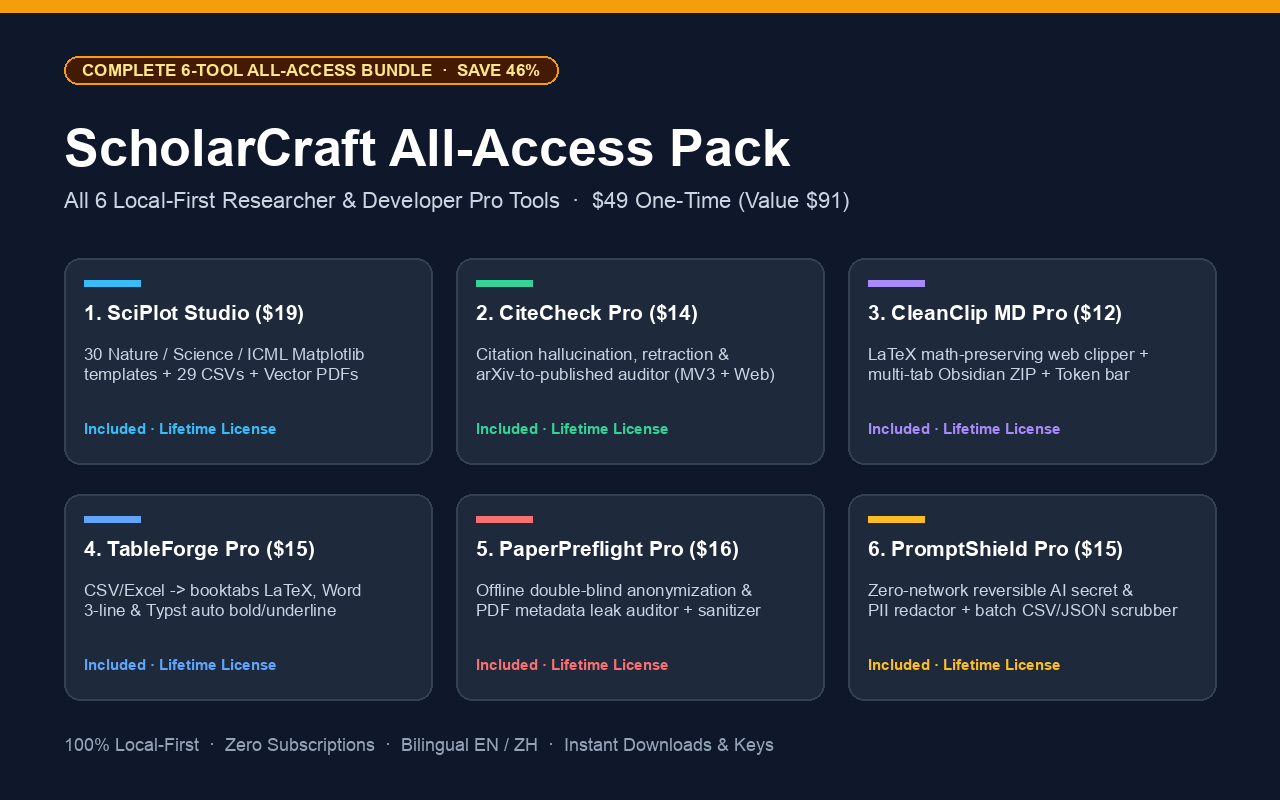 COMPLETE 6-TOOL ALL-ACCESS BUNDLE · SAVE 46%
ScholarCraft All-Access Pack
All 6 Local-First Researcher & Developer Pro Tools · $49 One-Time (Value $91)
1. SciPlot Studio ($19)
30 Nature / Science / ICML Matplotlib
templates + 29 CSVs + Vector PDFs
Included · Lifetime License
2. CiteCheck Pro ($14)
Citation hallucination, retraction &
arXiv-to-published auditor (MV3 + Web)
Included · Lifetime License
3. CleanClip MD Pro ($12)
LaTeX math-preserving web clipper +
multi-tab Obsidian ZIP + Token bar
Included · Lifetime License
4. TableForge Pro ($15)
CSV/Excel -> booktabs LaTeX, Word
3-line & Typst auto bold/underline
Included · Lifetime License
5. PaperPreflight Pro ($16)
Offline double-blind anonymization &
PDF metadata leak auditor + sanitizer
Included · Lifetime License
6. PromptShield Pro ($15)
Zero-network reversible AI secret &
PII redactor + batch CSV/JSON scrubber
Included · Lifetime License
100% Local-First · Zero Subscriptions · Bilingual EN / ZH · Instant Downloads & Keys